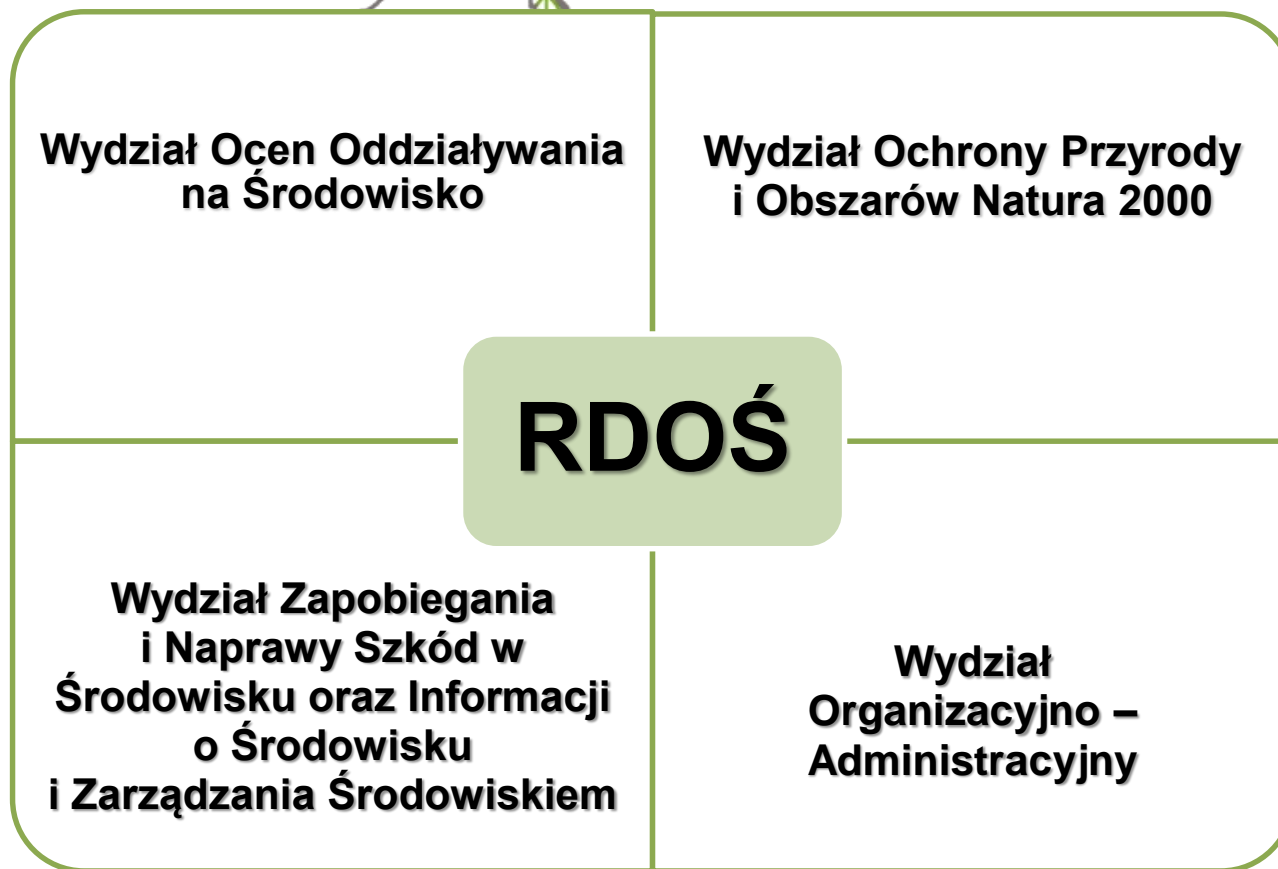 Wydział Ocen Oddziaływania
na Środowisko
Wydział Ochrony Przyrody
i Obszarów Natura 2000
RDOŚ
Wydział Zapobiegania
i Naprawy Szkód w
Środowisku oraz Informacji
o Środowisku
i Zarządzania Środowiskiem
Wydział
Organizacyjno –
Administracyjny